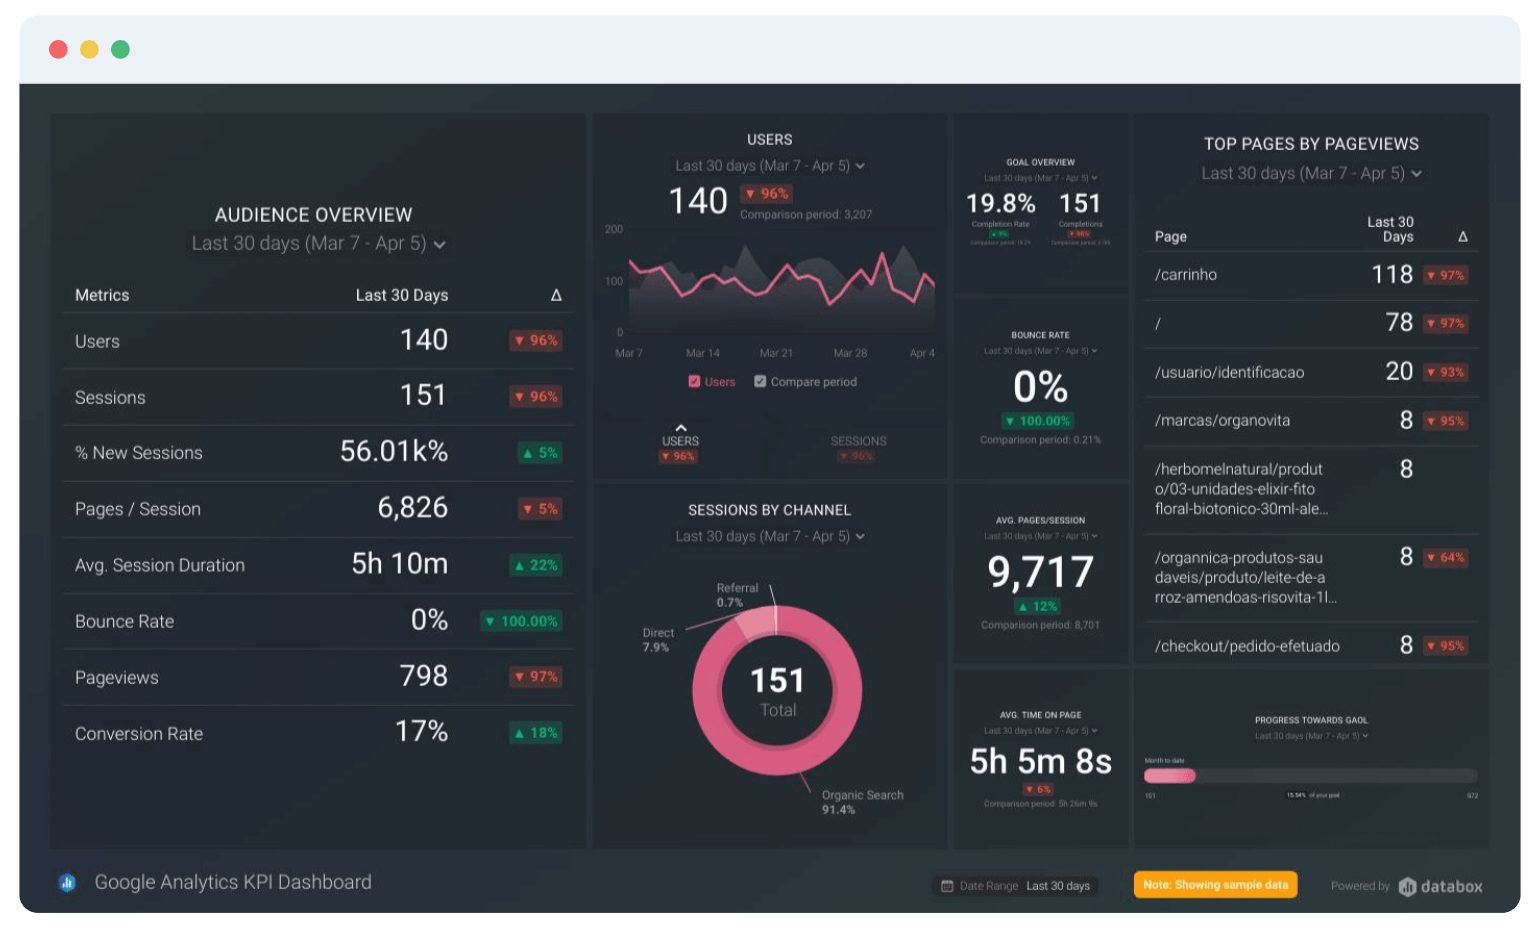 AUDIENCE OVERVIEW
Last 30 days (Mar 7 - Apr 5)
Metrics Last 30 Days Δ
Users 140 ▼ 96%
Sessions 151 ▼ 96%
% New Sessions 56.01k% ▲ 5%
Pages / Session 6,826 ▼ 5%
Avg. Session Duration 5h 10m ▲ 22%
Bounce Rate 0% ▼ 100.00%
Pageviews 798 ▼ 97%
Conversion Rate 17% ▲ 18%
USERS
Last 30 days (Mar 7 - Apr 5)
140 ▼ 96%
Comparison period: 3,207
200
100
0
Mar 7 Mar 14 Mar 21 Mar 28 Apr 4
Users Compare period
USERS SESSIONS
▼ 96% ▼ 96%
SESSIONS BY CHANNEL
Last 30 days (Mar 7 - Apr 5)
Referral
0.7%
Direct
7.9%
151
Total
Organic Search
91.4%
GOAL OVERVIEW
Last 30 days (Mar 7 - Apr 5)
19.8% 151
Completion Rate Completions
Comparison period: Comparison period:
BOUNCE RATE
Last 30 days (Mar 7 - Apr 5)
0%
▼ 100.00%
Comparison period: 0.21%
AVG. PAGES/SESSION
Last 30 days (Mar 7 - Apr 5)
9,717
▲ 12%
Comparison period: 8,701
AVG. TIME ON PAGE
Last 30 days (Mar 7 - Apr 5)
5h 5m 8s
▼ 6%
Comparison period: 5h 26m 9s
TOP PAGES BY PAGEVIEWS
Last 30 days (Mar 7 - Apr 5)
Page Last 30 Days Δ
/carrinho 118 ▼ 97%
/ 78 ▼ 97%
/usuario/identificacao 20 ▼ 93%
/marcas/organovita 8 ▼ 95%
/herbomelnatural/produt 8
o/03-unidades-elixir-fito
floral-biotonico-30ml-ale...
/organnica-produtos-sau 8 ▼ 64%
daveis/produto/leite-de-a
rroz-amendoas-risovita-1l...
/checkout/pedido-efetuado 8 ▼ 95%
PROGRESS TOWARDS GAOL
Last 30 days (Mar 7 - Apr 5)
Month to date
151 15.54% of your goal 972
Google Analytics KPI Dashboard
Date Range Last 30 days
Note: Showing sample data
Powered by databox